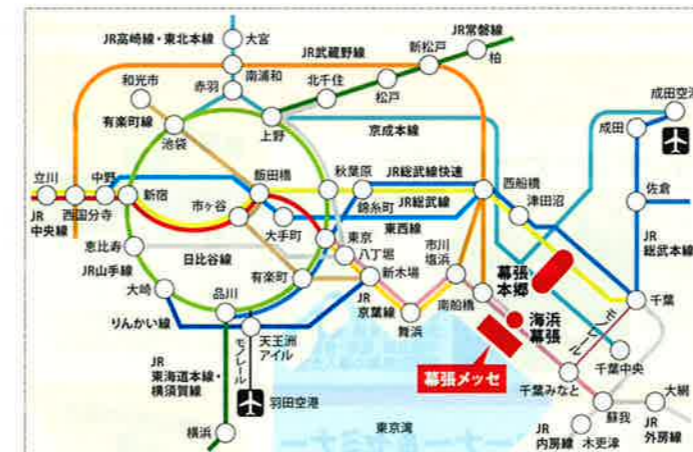 JR高崎線・東北本線
大宮
JR武蔵野線
JR常磐線
新松戸
柏
南浦和
和光市
北千住
松戸
赤羽
有楽町線
上野
京成本線
成田空港
成田
池袋
飯田橋
秋葉原
JR総武線快速
西船橋
立川
中野
新宿
津田沼
佐倉
西国分寺
市ヶ谷
錦糸町
JR総武線
JR
中央線
大手町
東西線
JR
総武本線
恵比寿
日比谷線
東京
八丁堀
市川
塩浜
幕張
本郷
JR山手線
有楽町
新木場
大崎
品川
JR
京葉線
南船橋
千葉
りんかい線
舞浜
海浜
幕張
モノレール
天王洲
アイル
モノレール
千葉中央
JR
東海道本線・
横須賀線
幕張メッセ
千葉みなと
大網
羽田空港
蘇我
横浜
東京湾
JR
内房線
木更津
JR
外房線